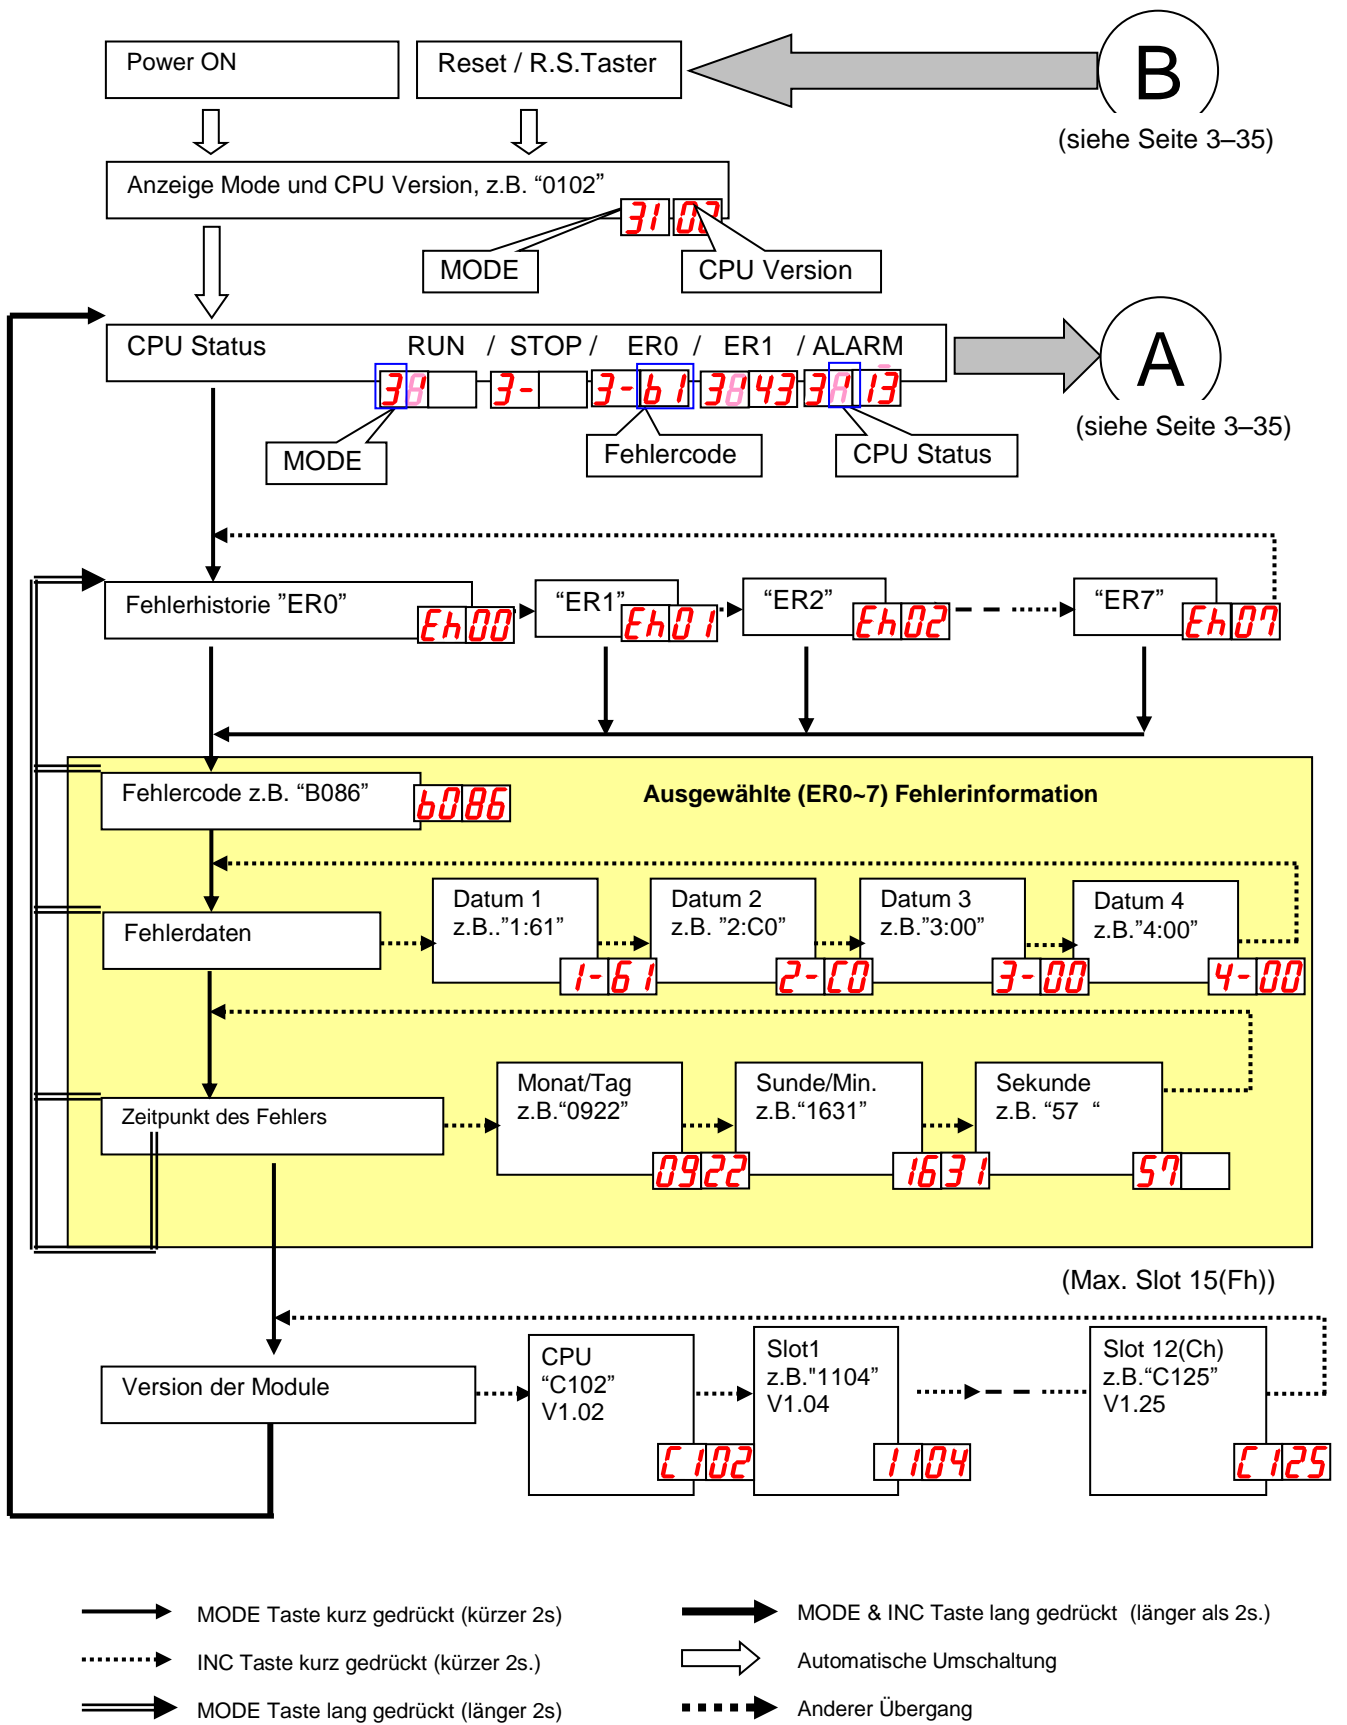 Power ON
Reset / R.S.Taster
B
(siehe Seite 3–35)
Anzeige Mode und CPU Version, z.B. “0102”
31 02
MODE
CPU Version
CPU Status RUN / STOP / ER0 / ER1 / ALARM
3- 3-b1
A
(siehe Seite 3–35)
MODE
Fehlercode
CPU Status
Fehlerhistorie ”ER0”
Eh00
“ER1”
Eh01
“ER2”
Eh02
“ER7”
Eh07
Fehlercode z.B. “B086”
b086
Ausgewählte (ER0~7) Fehlerinformation
Fehlerdaten
Datum 1
z.B..”1:61”
1-61
Datum 2
z.B. ”2:C0”
2-C0
Datum 3
z.B.”3:00”
3-00
Datum 4
z.B.”4:00”
4-00
Zeitpunkt des Fehlers
Monat/Tag
z.B.“0922”
0922
Sunde/Min.
z.B.“1631”
1631
Sekunde
z.B. “57 “
57
(Max. Slot 15(Fh))
Version der Module
CPU
“C102”
V1.02
C102
Slot1
z.B."1104”
V1.04
1104
Slot 12(Ch)
z.B.“C125”
V1.25
C125
MODE Taste kurz gedrückt (kürzer 2s)
MODE & INC Taste lang gedrückt (länger als 2s.)
INC Taste kurz gedrückt (kürzer 2s.)
Automatische Umschaltung
MODE Taste lang gedrückt (länger 2s)
Anderer Übergang